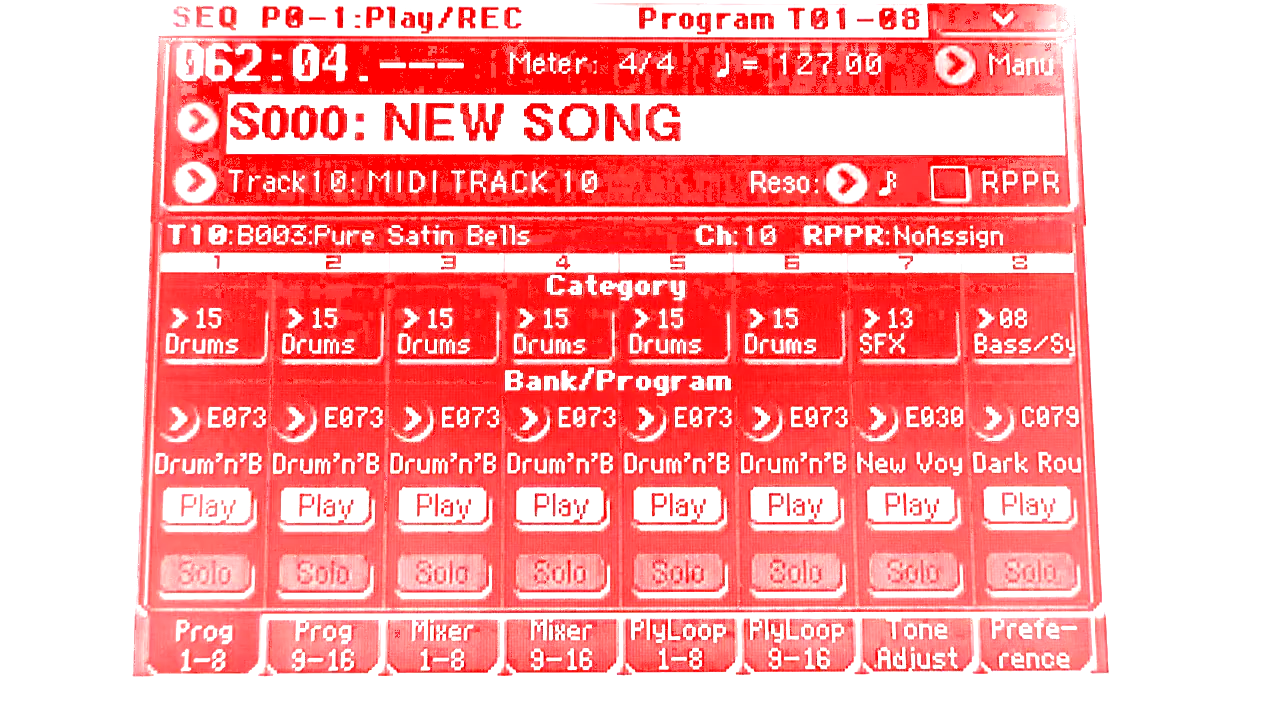 SEQ P0-1:Play/REC Program T01-08
062:04.--- Meter: 4/4 ♩= 127.00 Manu
S000: NEW SONG
Track10: MIDI TRACK 10 Reso: ♪ RPPR
T10:B003:Pure Satin Bells Ch:10 RPPR:NoAssign
1 2 3 4 5 6 7 8
Category
15 15 15 15 15 15 13 08
Drums Drums Drums Drums Drums Drums SFX Bass/Sy
Bank/Program
E073 E073 E073 E073 E073 E073 E030 C079
Drum'n'B Drum'n'B Drum'n'B Drum'n'B Drum'n'B Drum'n'B New Voy Dark Rou
Play Play Play Play Play Play Play Play
Solo Solo Solo Solo Solo Solo Solo Solo
Prog Prog Mixer Mixer PlyLoop PlyLoop Tone Prefe-
1-8 9-16 1-8 9-16 1-8 9-16 Adjust rence